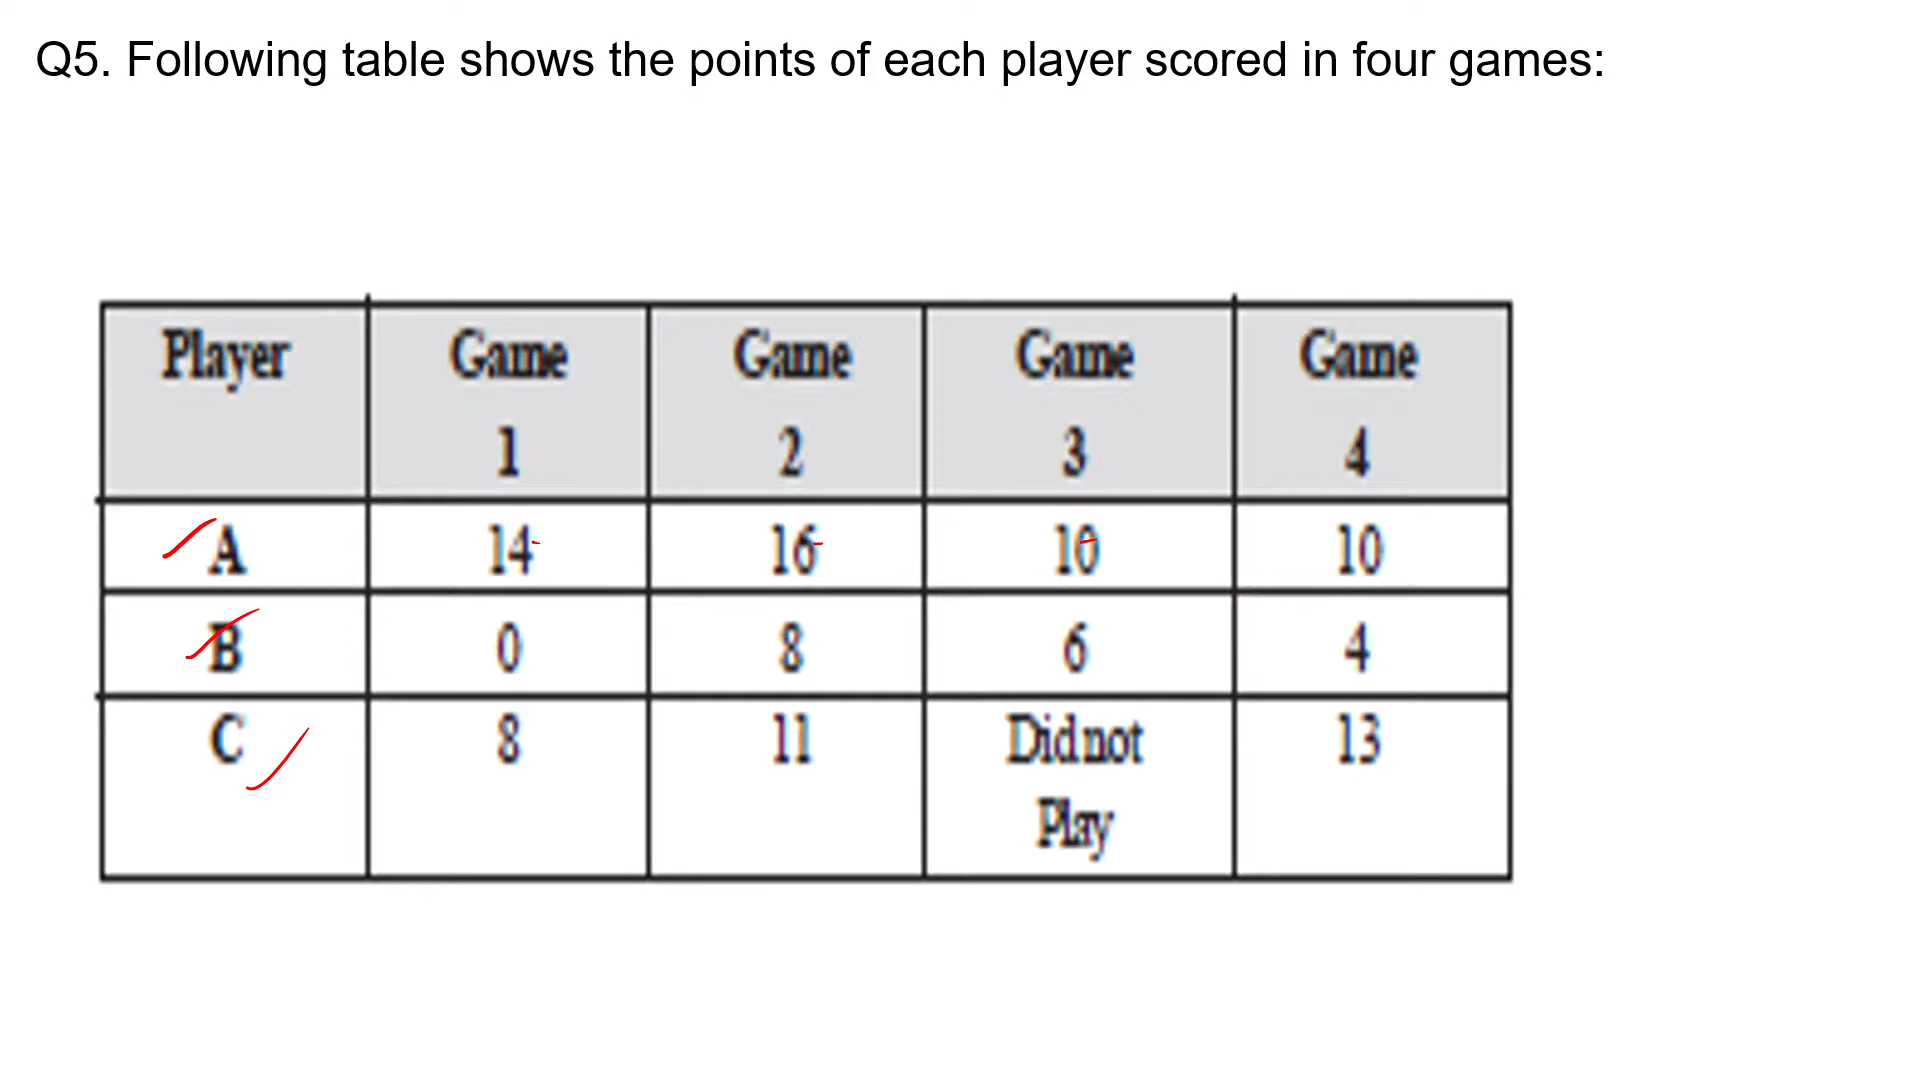 Q5. Following table shows the points of each player scored in four games:
Player Game 1 Game 2 Game 3 Game 4
A 14 16 10 10
B 0 8 6 4
C 8 11 Did not Play 13